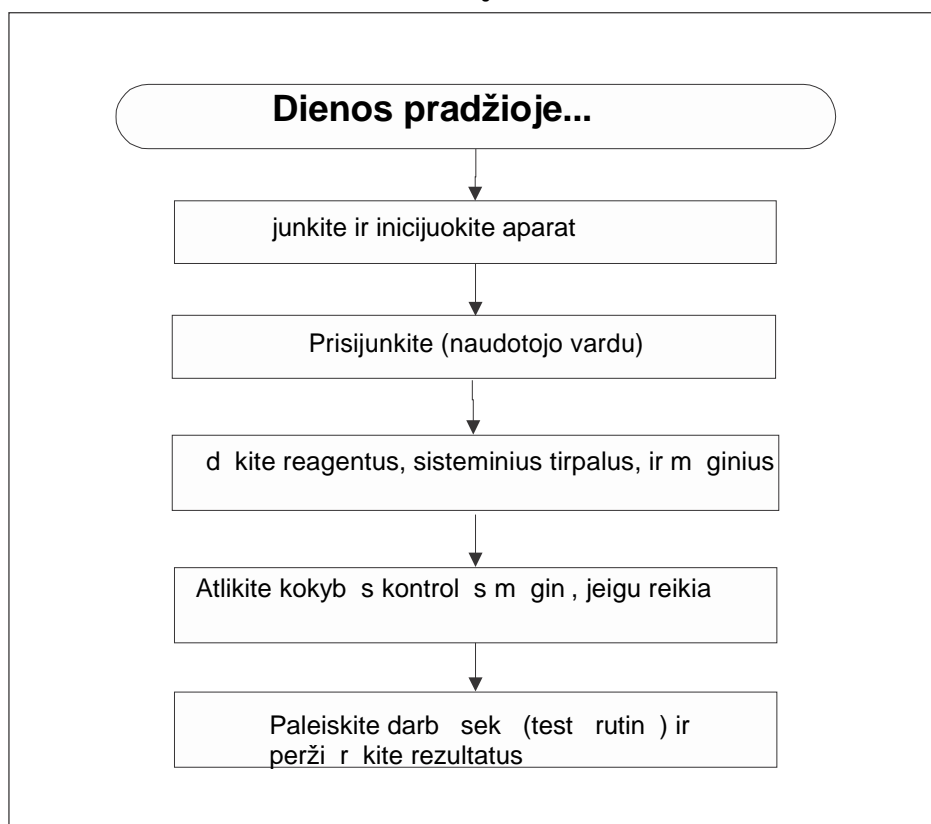 Dienos pradžioje...
junkite ir inicijuokite aparat
Prisijunkite (naudotojo vardu)
d kite reagentus, sisteminius tirpalus, ir m ginius
Atlikite kokyb s kontrol s m gin , jeigu reikia
Paleiskite darb sek (test rutin ) ir
perži r kite rezultatus